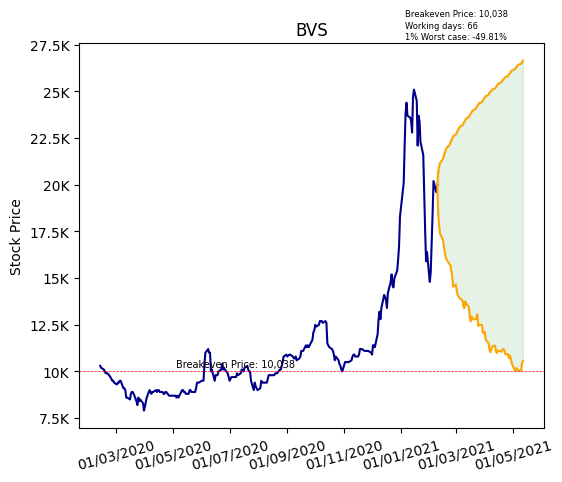 Breakeven Price: 10,038
Working days: 66
1% Worst case: -49.81%
BVS
27.5K
25K
22.5K
20K
17.5K
15K
12.5K
10K
7.5K
Stock Price
Breakeven Price: 10,038
01/03/2020
01/05/2020
01/07/2020
01/09/2020
01/11/2020
01/01/2021
01/03/2021
01/05/2021